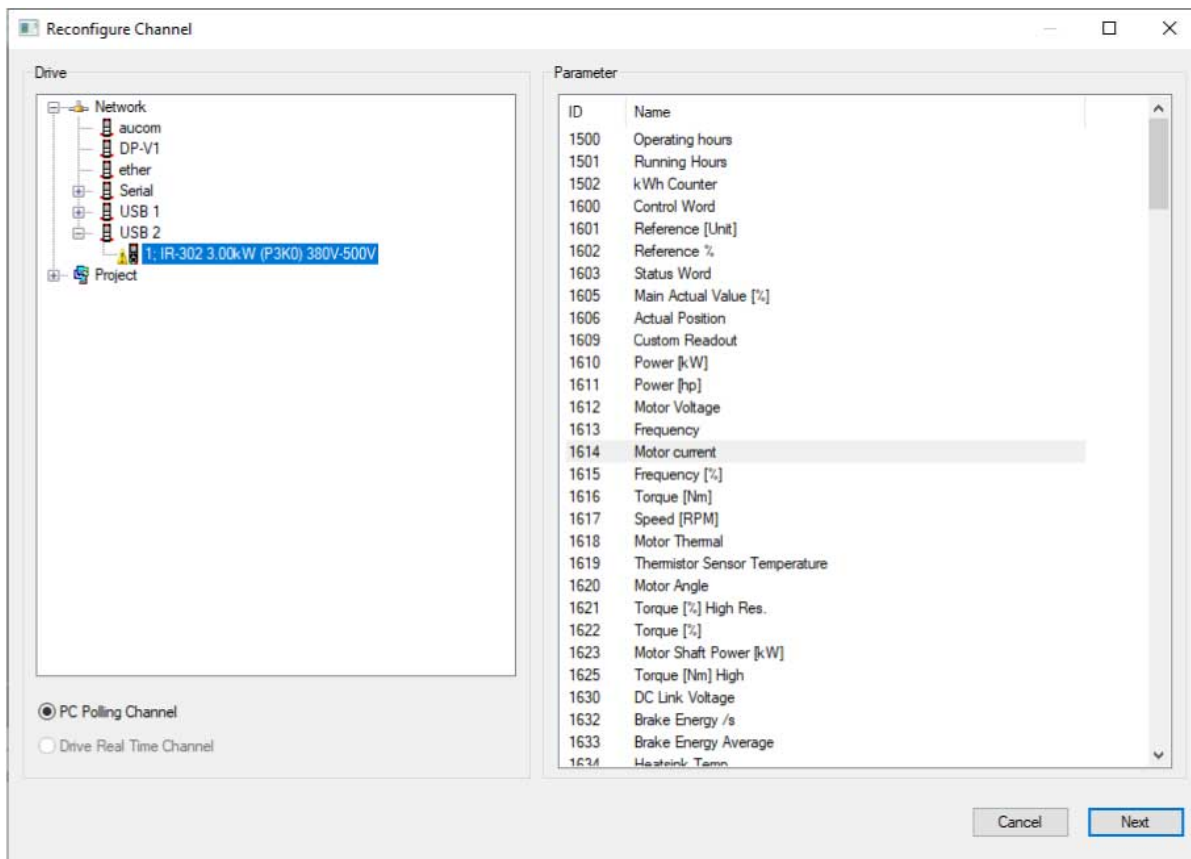 Reconfigure Channel
Drive
Network
aucom
DP-V1
ether
Serial
USB 1
USB 2
1; IR-302 3.00kW (P3K0) 380V-500V
Project
PC Polling Channel
Drive Real Time Channel
Parameter
ID Name
1500 Operating hours
1501 Running Hours
1502 kWh Counter
1600 Control Word
1601 Reference [Unit]
1602 Reference %
1603 Status Word
1605 Main Actual Value [%]
1606 Actual Position
1609 Custom Readout
1610 Power [kW]
1611 Power [hp]
1612 Motor Voltage
1613 Frequency
1614 Motor current
1615 Frequency [%]
1616 Torque [Nm]
1617 Speed [RPM]
1618 Motor Thermal
1619 Thermistor Sensor Temperature
1620 Motor Angle
1621 Torque [%] High Res.
1622 Torque [%]
1623 Motor Shaft Power [kW]
1625 Torque [Nm] High
1630 DC Link Voltage
1632 Brake Energy /s
1633 Brake Energy Average
1634 Heatsink Temp.
Cancel Next